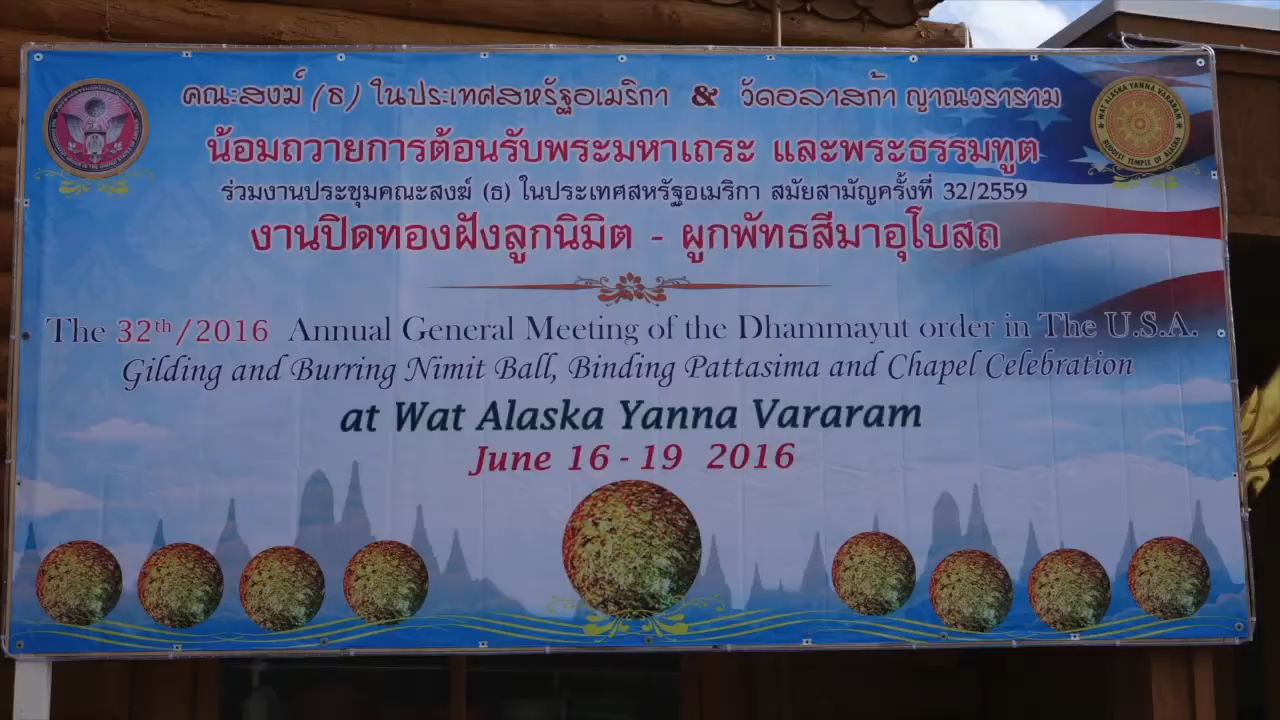 คณะสงฆ์ (ธ) ในประเทศสหรัฐอเมริกา & วัดอลาสก้า ญาณวราราม
น้อมถวายการต้อนรับพระมหาเถระ และพระธรรมทูต
ร่วมงานประชุมคณะสงฆ์ (ธ) ในประเทศสหรัฐอเมริกา สมัยสามัญครั้งที่ 32/2559
งานปิดทองฝังลูกนิมิต - ผูกพัทธสีมาอุโบสถ
The 32th/2016 Annual General Meeting of the Dhammayut order in The U.S.A.
Gilding and Burring Nimit Ball, Binding Pattasima and Chapel Celebration
at Wat Alaska Yanna Vararam
June 16 - 19 2016
WAT ALASKA YANNA VARARAM
BUDDIST TEMPLE OF ALASKA